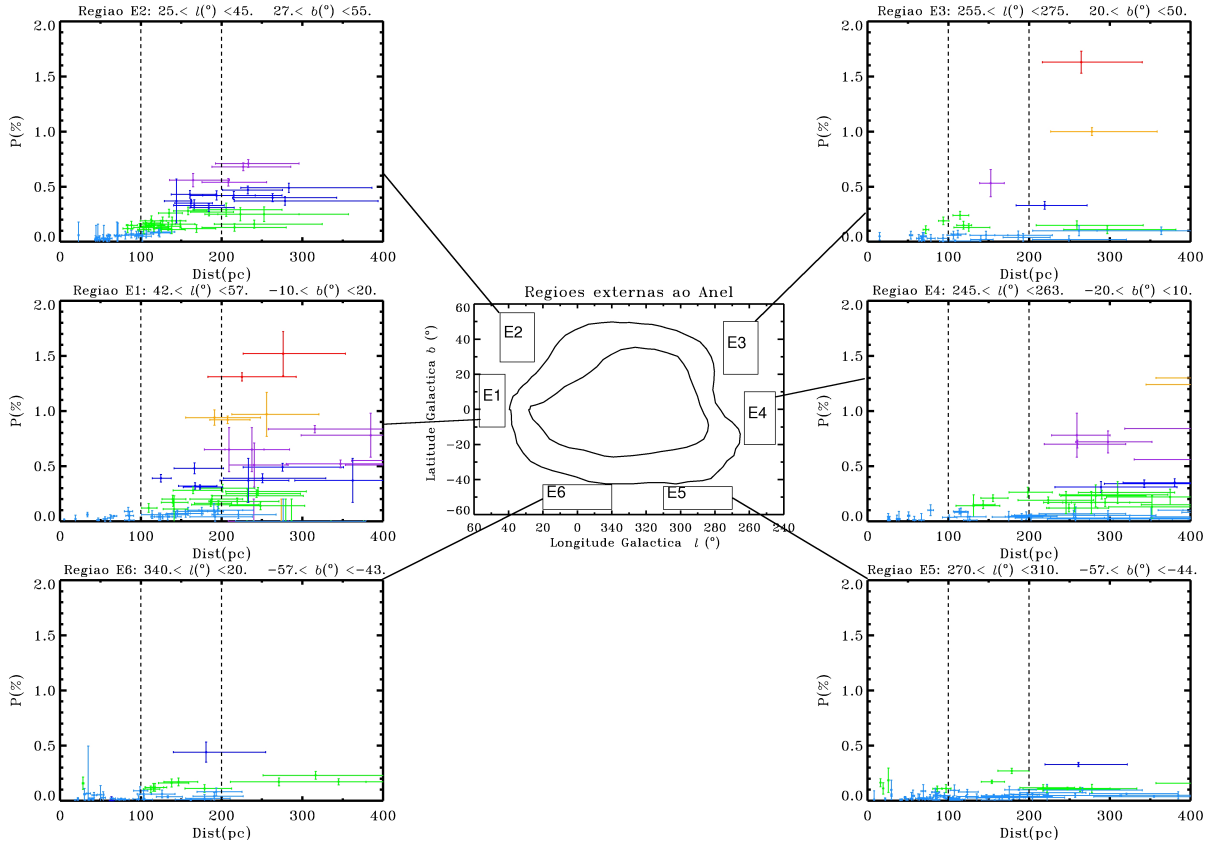 Regiao E2: 25.< l(°) <45. 27.< b(°) <55.
2.0
1.5
1.0
0.5
0.0
P(%)
0 100 200 300 400
Dist(pc)
Regiao E3: 255.< l(°) <275. 20.< b(°) <50.
2.0
1.5
1.0
0.5
0.0
P(%)
0 100 200 300 400
Dist(pc)
Regiao E1: 42.< l(°) <57. −10.< b(°) <20.
2.0
1.5
1.0
0.5
0.0
P(%)
0 100 200 300 400
Dist(pc)
Regioes externas ao Anel
60
40
20
0
−20
−40
−60
Latitude Galactica b (°)
E2
E3
E1
E4
E6
E5
60 40 20 0 340 320 300 280 260 240
Longitude Galactica l (°)
Regiao E4: 245.< l(°) <263. −20.< b(°) <10.
2.0
1.5
1.0
0.5
0.0
P(%)
0 100 200 300 400
Dist(pc)
Regiao E6: 340.< l(°) <20. −57.< b(°) <−43.
2.0
1.5
1.0
0.5
0.0
P(%)
0 100 200 300 400
Dist(pc)
Regiao E5: 270.< l(°) <310. −57.< b(°) <−44.
2.0
1.5
1.0
0.5
0.0
P(%)
0 100 200 300 400
Dist(pc)